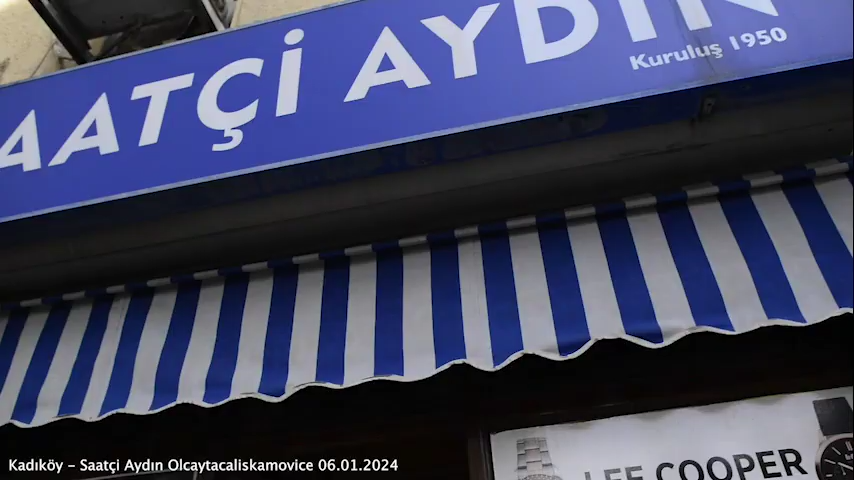 AATÇİ AYDIN
Kuruluş 1950
LEE COOPER
Kadıköy - Saatçi Aydın Olcaytacaliskamovice 06.01.2024